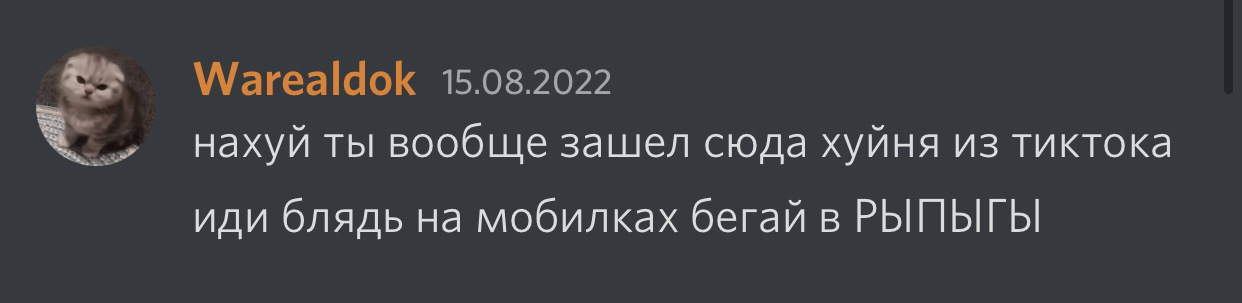 Warealdok 15.08.2022
нахуй ты вообще зашел сюда хуйня из тиктока
иди блядь на мобилках бегай в РЫПЫГЫ